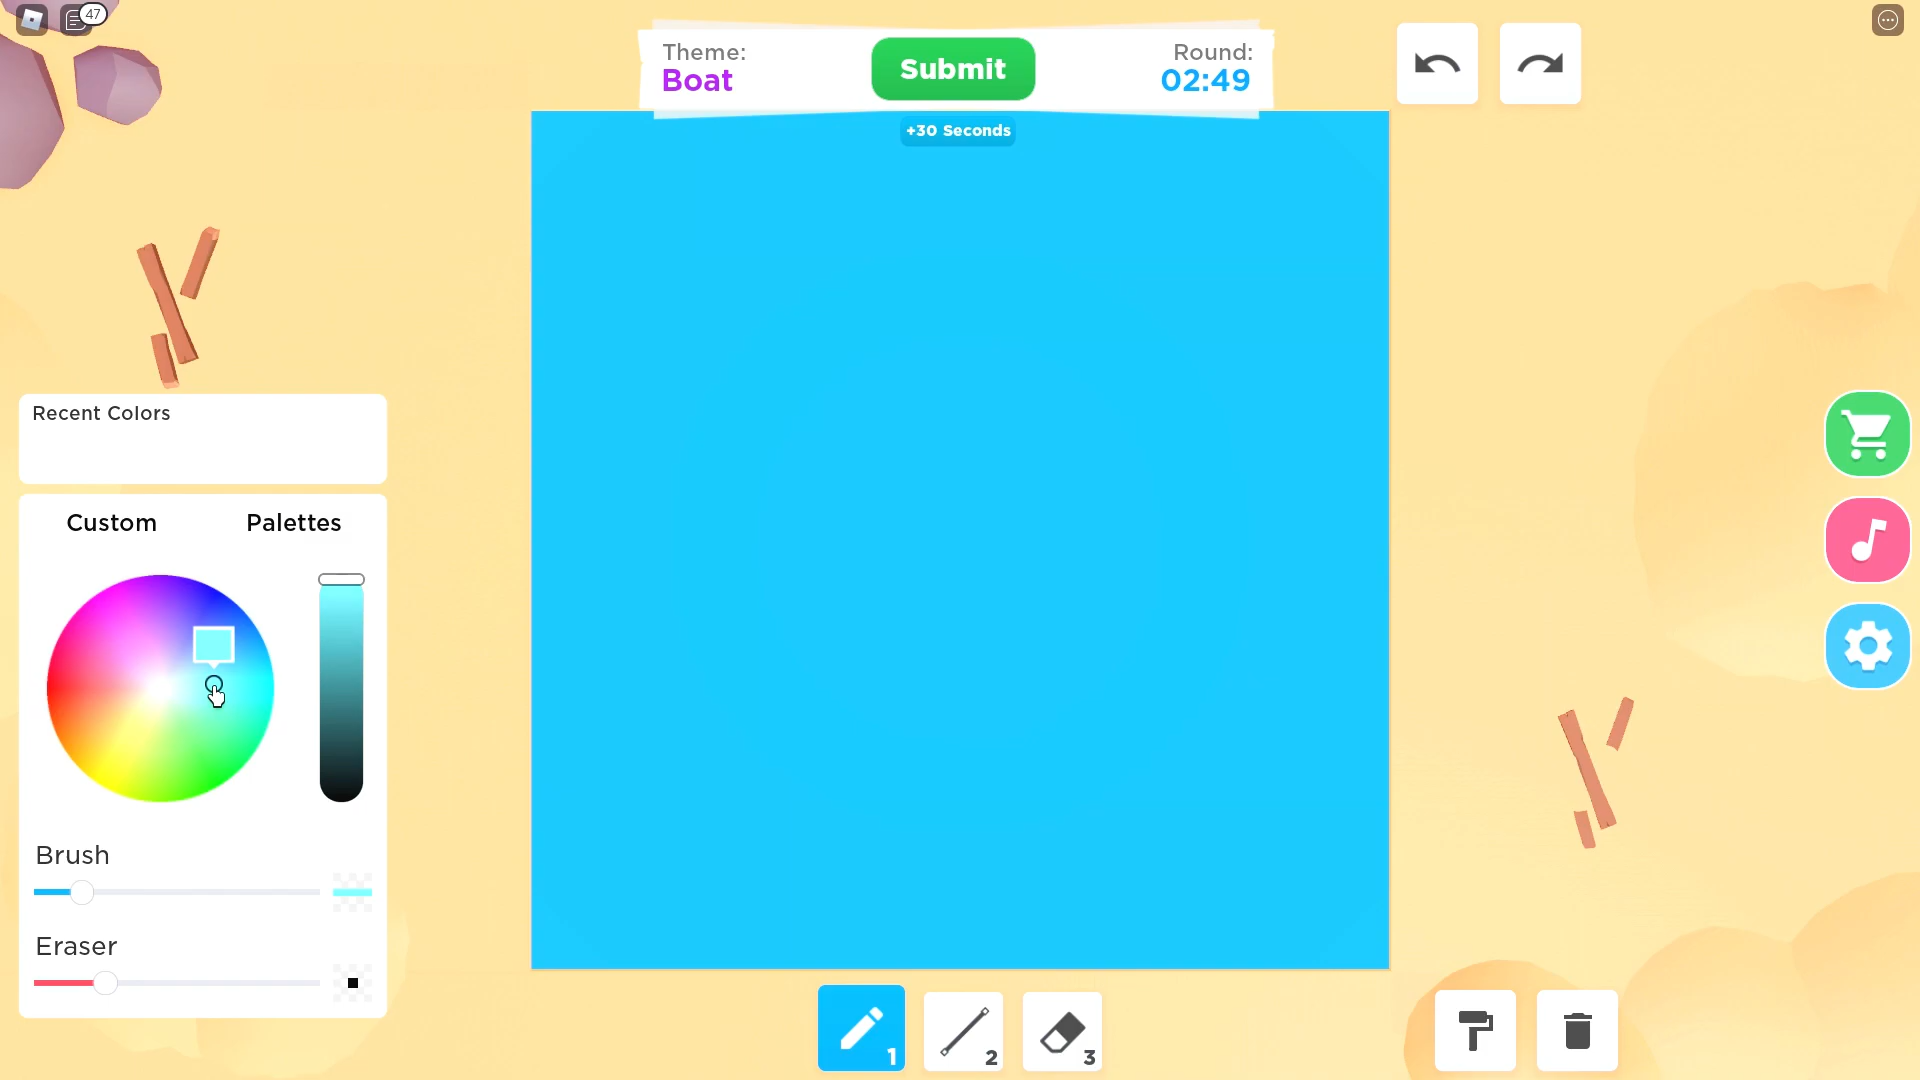 47
Theme:
Boat
Submit
Round:
02:49
+30 Seconds
Recent Colors
Custom
Palettes
Brush
Eraser
1
2
3